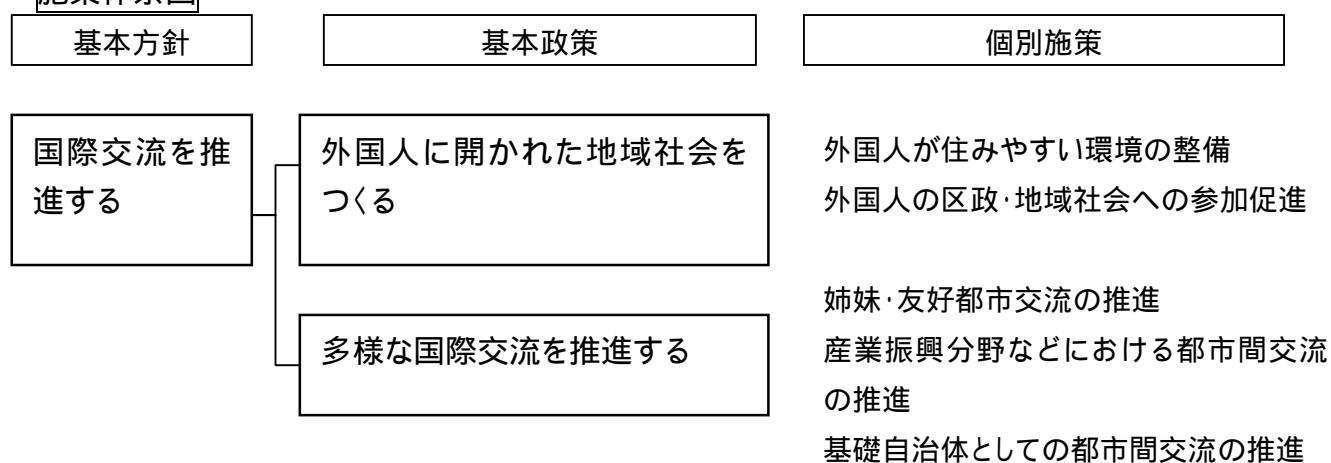 基本方針
基本政策
個別施策
国際交流を推
進する
外国人に開かれた地域社会を
つくる
外国人が住みやすい環境の整備
外国人の区政・地域社会への参加促進
多様な国際交流を推進する
姉妹・友好都市交流の推進
産業振興分野などにおける都市間交流
の推進
基礎自治体としての都市間交流の推進